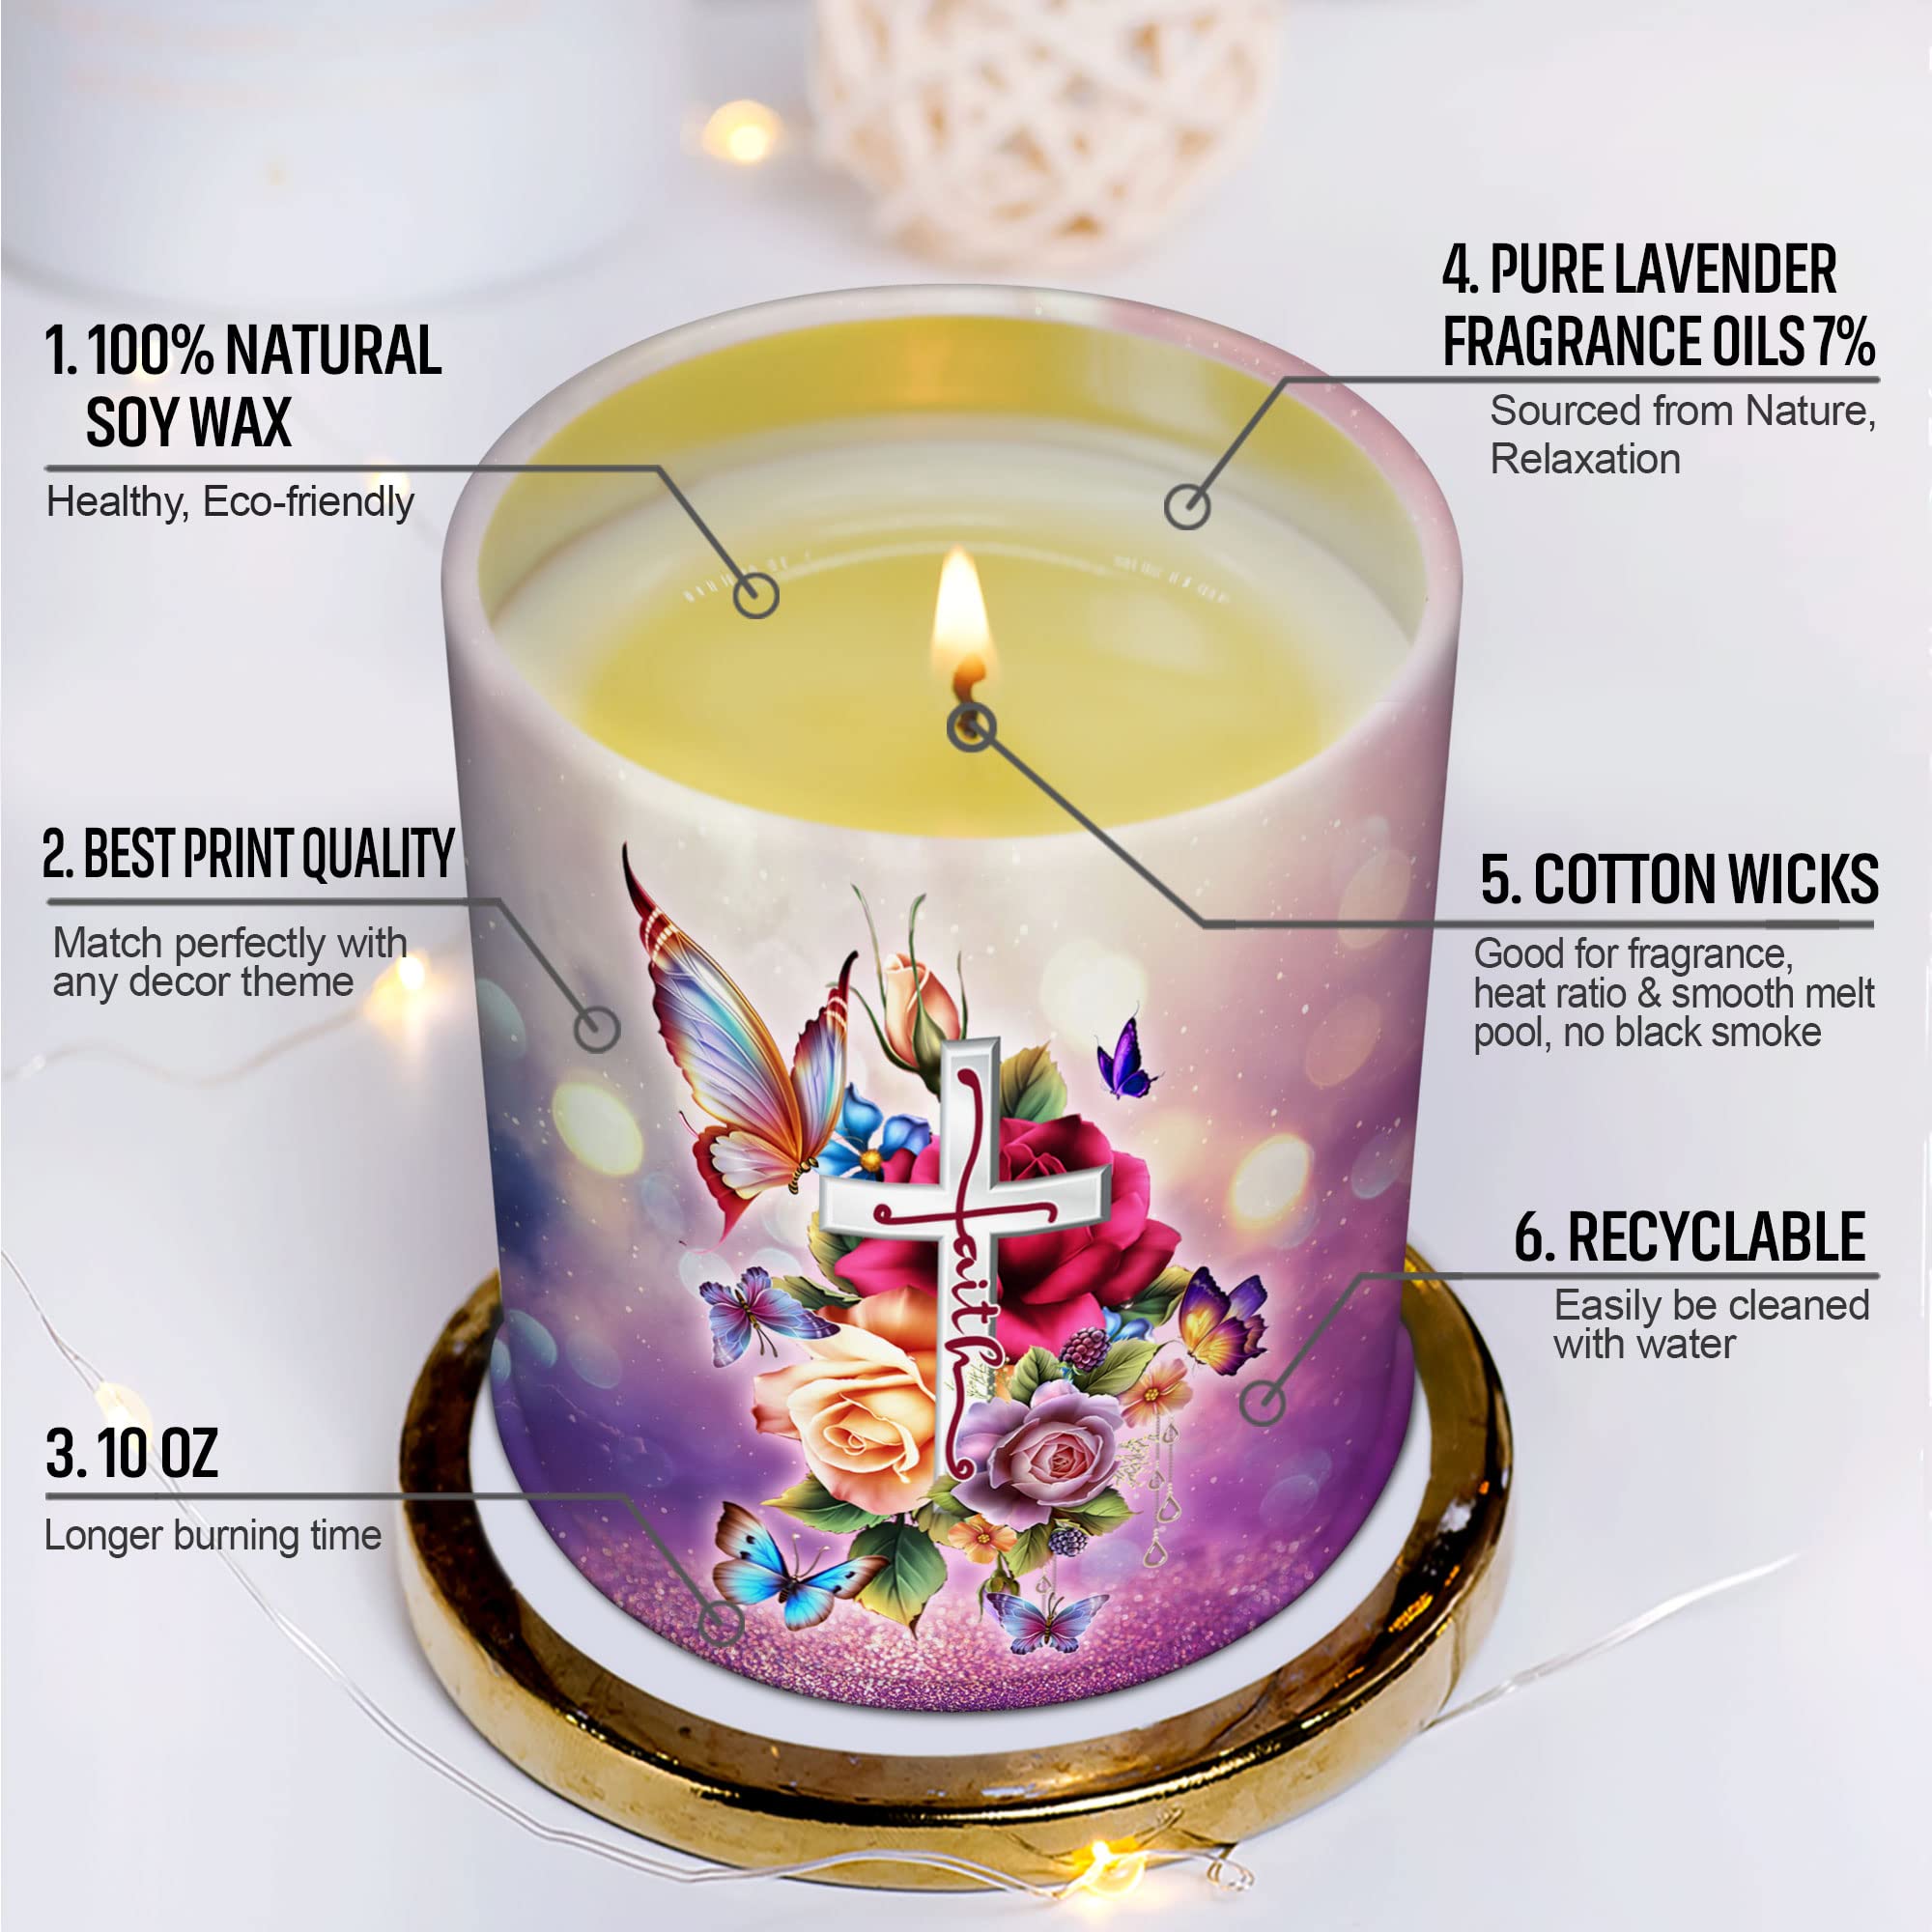 1. 100% NATURAL
SOY WAX
Healthy, Eco-friendly
2. BEST PRINT QUALITY
Match perfectly with
any decor theme
3. 10 OZ
Longer burning time
4. PURE LAVENDER
FRAGRANCE OILS 7%
Sourced from Nature,
Relaxation
5. COTTON WICKS
Good for fragrance,
heat ratio & smooth melt
pool, no black smoke
6. RECYCLABLE
Easily be cleaned
with water
faith